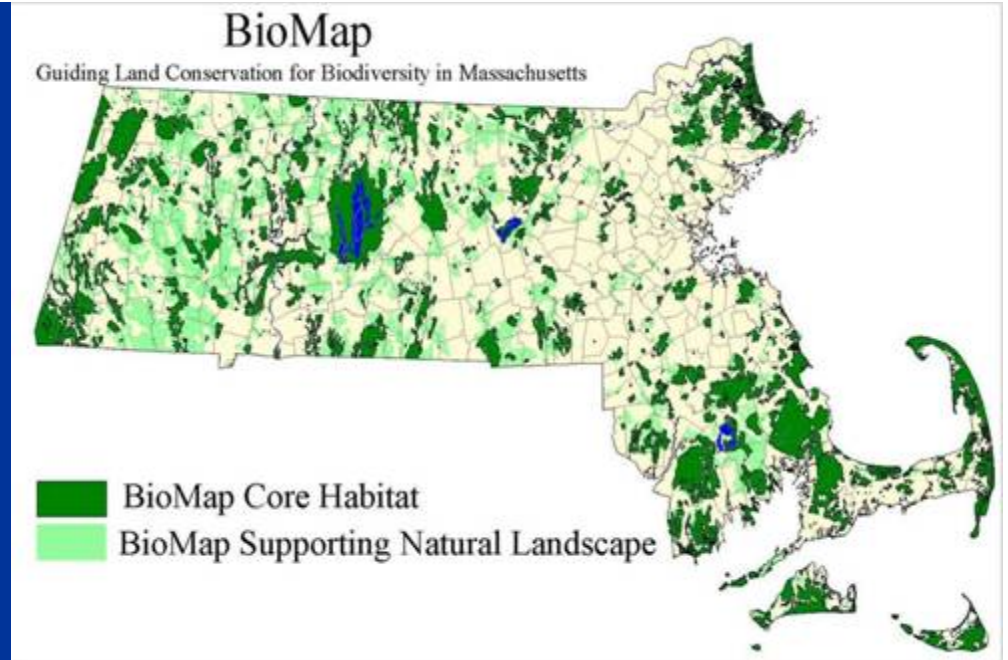 BioMap
Guiding Land Conservation for Biodiversity in Massachusetts
BioMap Core Habitat
BioMap Supporting Natural Landscape